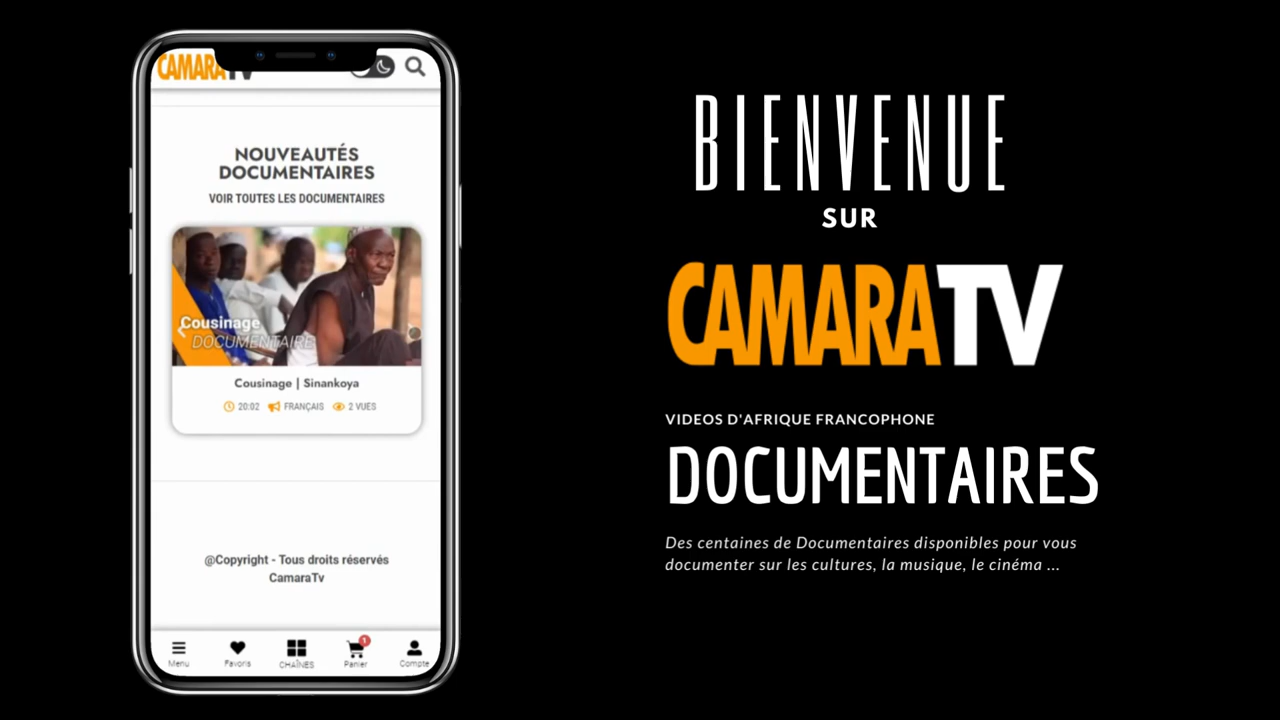 CAMARATV
NOUVEAUTÉS
DOCUMENTAIRES
VOIR TOUTES LES DOCUMENTAIRES
Cousinage
DOCUMENTAIRE
Cousinage | Sinankoya
20:02 FRANÇAIS 2 VUES
@Copyright - Tous droits réservés
CamaraTv
1
Menu Favoris CHAÎNES Panier Compte
BIENVENUE
SUR
CAMARATV
VIDEOS D'AFRIQUE FRANCOPHONE
DOCUMENTAIRES
Des centaines de Documentaires disponibles pour vous
documenter sur les cultures, la musique, le cinéma ...